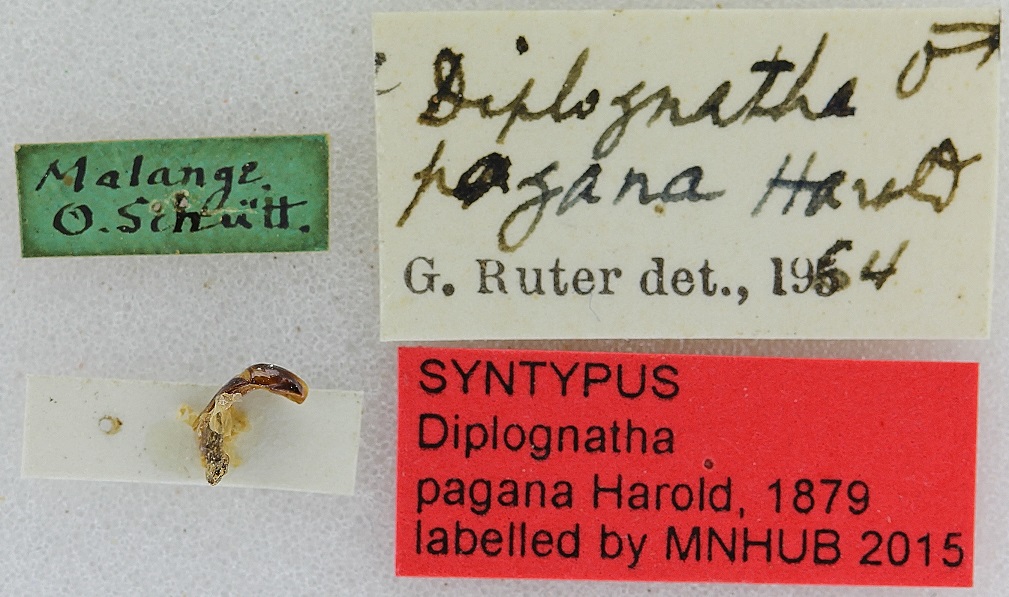 Malange.
O. Schütt.
Diplognatha ♂
pagana Harold
G. Ruter det., 1964
SYNTYPUS
Diplognatha
pagana Harold, 1879
labelled by MNHUB 2015